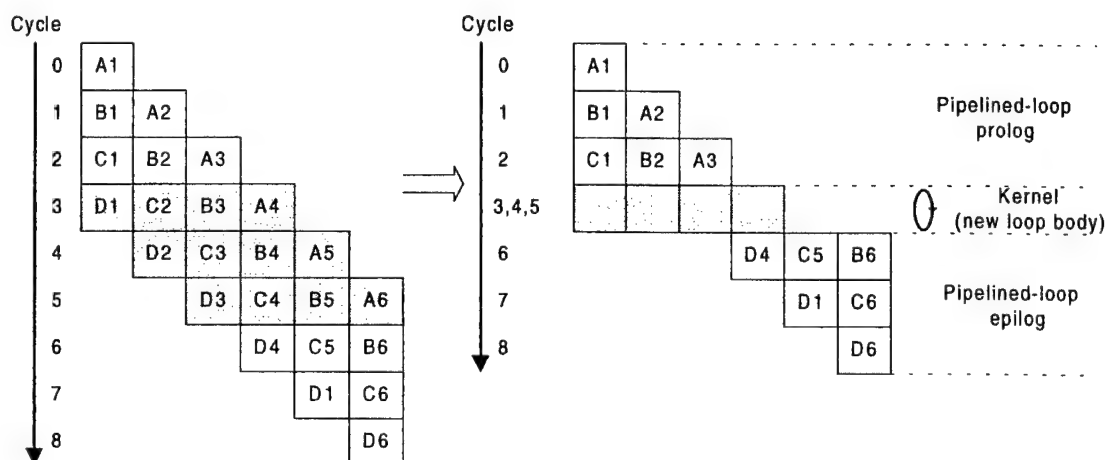 Cycle
0 A1
1 B1 A2
2 C1 B2 A3
3 D1 C2 B3 A4
4 D2 C3 B4 A5
5 D3 C4 B5 A6
6 D4 C5 B6
7 D1 C6
8 D6
Cycle
0 A1
1 B1 A2
2 C1 B2 A3
3,4,5
6 D4 C5 B6
7 D1 C6
8 D6
Pipelined-loop
prolog
Kernel
(new loop body)
Pipelined-loop
epilog